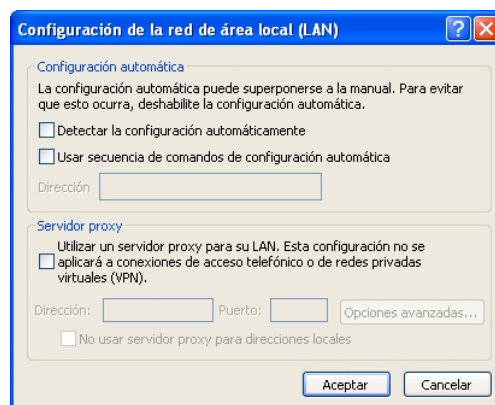 Configuración de la red de área local (LAN)
Configuración automática
La configuración automática puede superponerse a la manual. Para evitar
que esto ocurra, deshabilite la configuración automática.
Detectar la configuración automáticamente
Usar secuencia de comandos de configuración automática
Dirección
Servidor proxy
Utilizar un servidor proxy para su LAN. Esta configuración no se
aplicará a conexiones de acceso telefónico o de redes privadas
virtuales (VPN).
Dirección: Puerto: Opciones avanzadas...
No usar servidor proxy para direcciones locales
Aceptar Cancelar